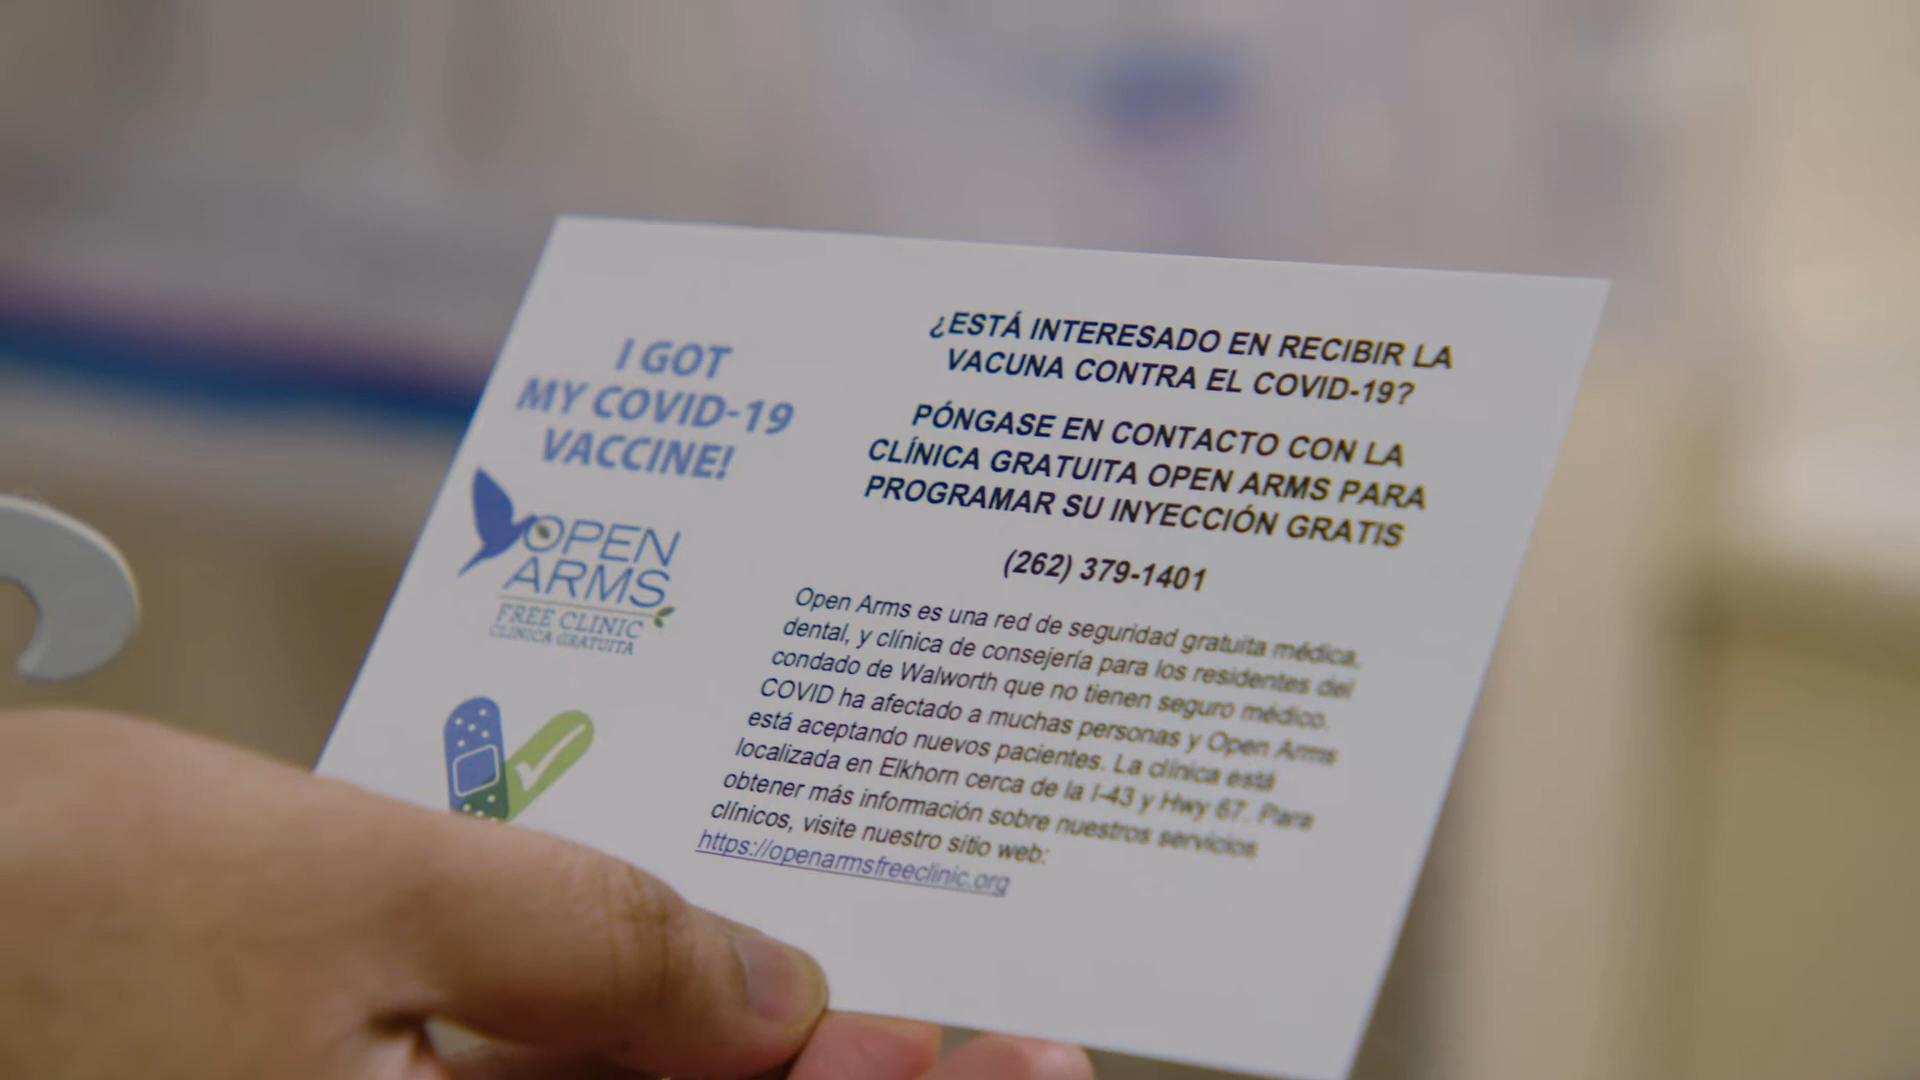 I GOT
MY COVID-19
VACCINE!
OPEN
ARMS
FREE CLINIC
CLÍNICA GRATUITA
¿ESTÁ INTERESADO EN RECIBIR LA
VACUNA CONTRA EL COVID-19?
PÓNGASE EN CONTACTO CON LA
CLÍNICA GRATUITA OPEN ARMS PARA
PROGRAMAR SU INYECCIÓN GRATIS
(262) 379-1401
Open Arms es una red de seguridad gratuita médica,
dental, y clínica de consejería para los residentes del
condado de Walworth que no tienen seguro médico.
COVID ha afectado a muchas personas y Open Arms
está aceptando nuevos pacientes. La clínica está
localizada en Elkhorn cerca de la I-43 y Hwy 67. Para
obtener más información sobre nuestros servicios
clínicos, visite nuestro sitio web:
https://openarmsfreeclinic.org